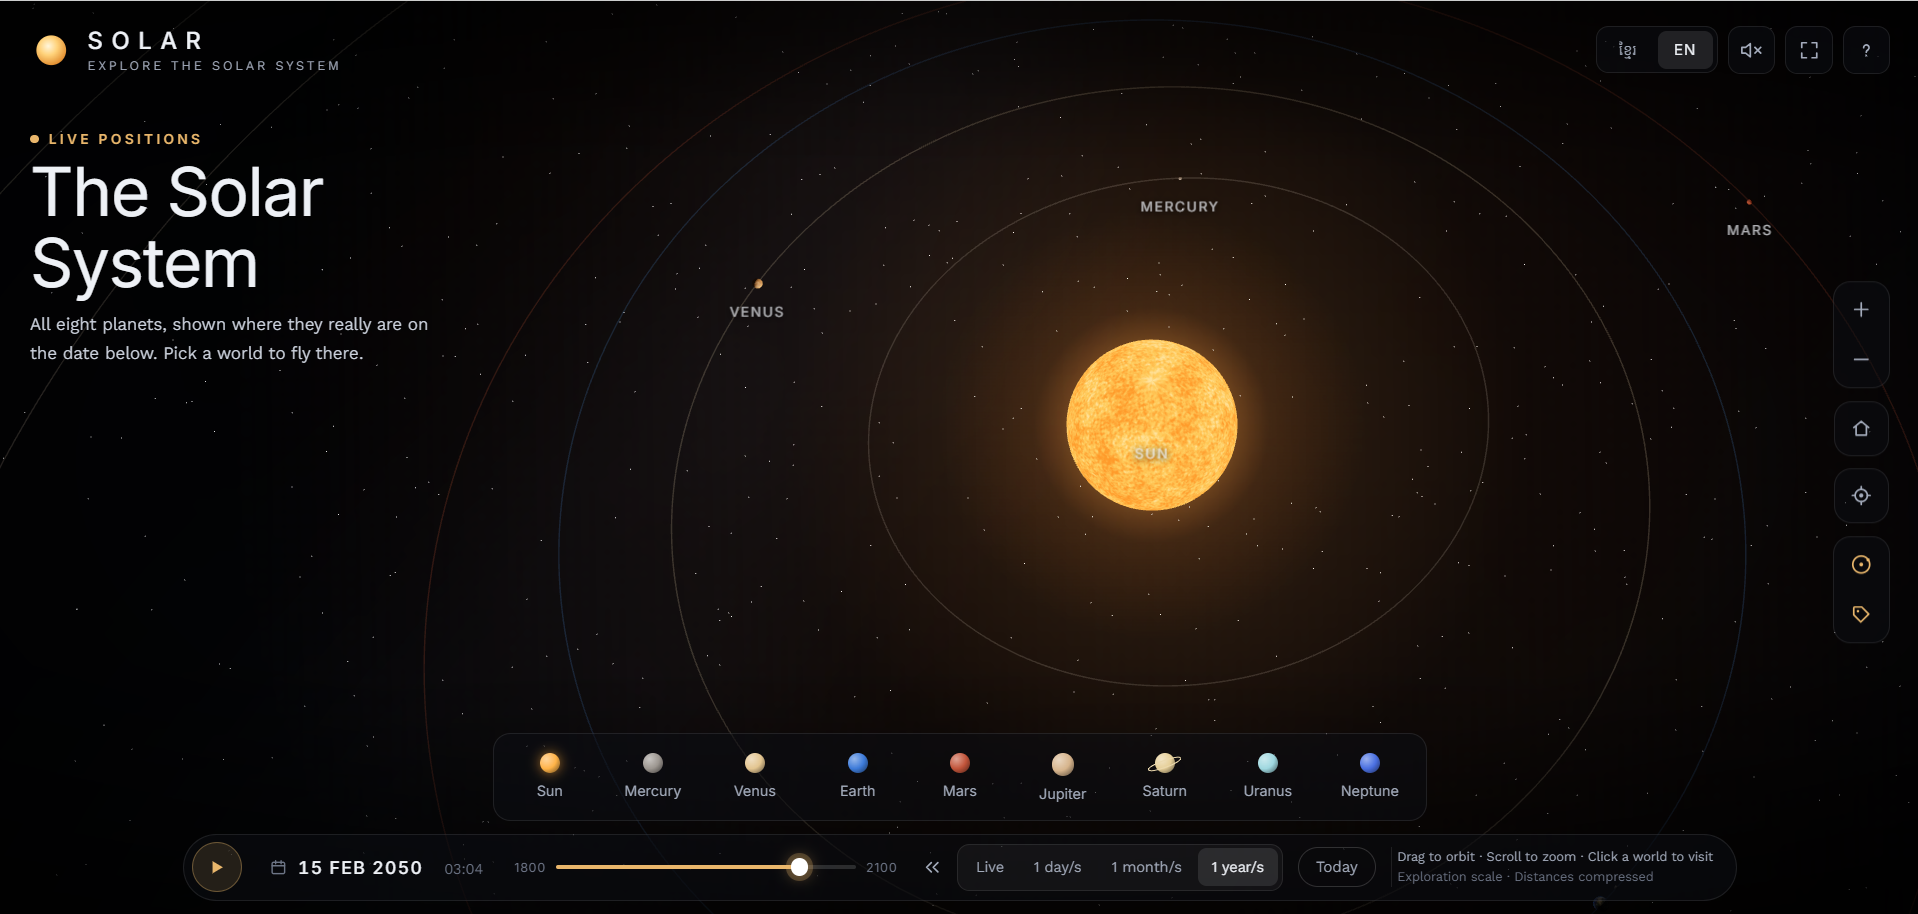 SOLAR
EXPLORE THE SOLAR SYSTEM
ខ្មែរ
EN
?
LIVE POSITIONS
The Solar
System
All eight planets, shown where they really are on
the date below. Pick a world to fly there.
MERCURY
MARS
VENUS
SUN
Sun
Mercury
Venus
Earth
Mars
Jupiter
Saturn
Uranus
Neptune
15 FEB 2050
03:04
1800
2100
Live
1 day/s
1 month/s
1 year/s
Today
Drag to orbit · Scroll to zoom · Click a world to visit
Exploration scale · Distances compressed